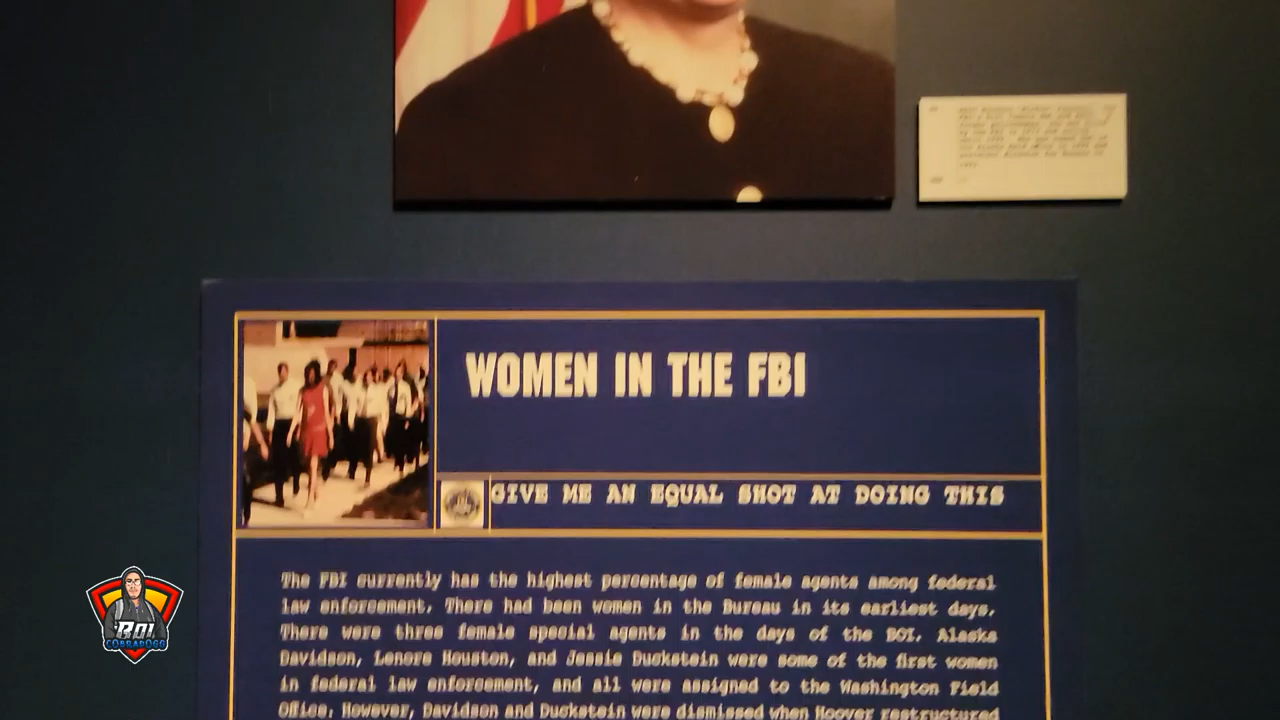 WOMEN IN THE FBI
GIVE ME AN EQUAL SHOT AT DOING THIS
The FBI currently has the highest percentage of female agents among federal
law enforcement. There had been women in the Bureau in its earliest days.
There were three female special agents in the days of the BOI. Alaska
Davidson, Lenore Houston, and Jessie Duckstein were some of the first women
in federal law enforcement, and all were assigned to the Washington Field
Office. However, Davidson and Duckstein were dismissed when Hoover restructured
BOI
COBRADOGG